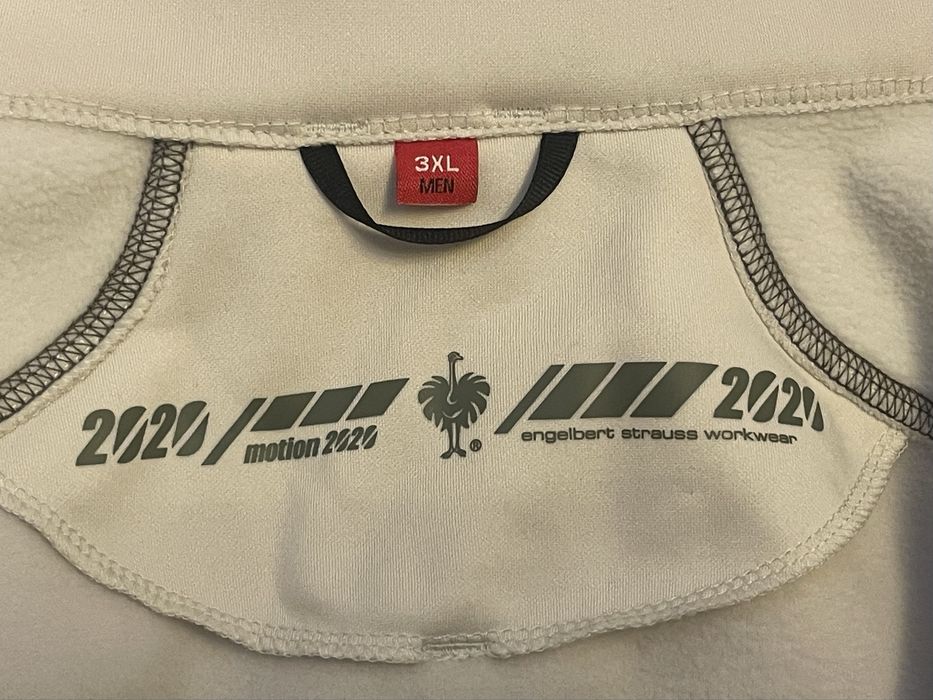 3XL
MEN
2020
motion 2020
®
2020
engelbert strauss workwear